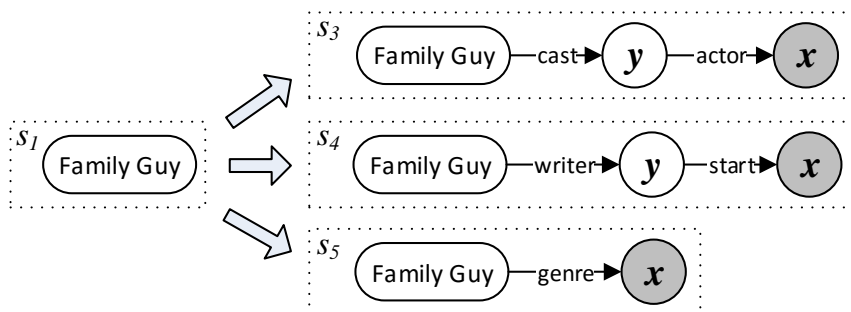 s3
Family Guy cast y actor x
s1
Family Guy
s4
Family Guy writer y start x
s5
Family Guy genre x